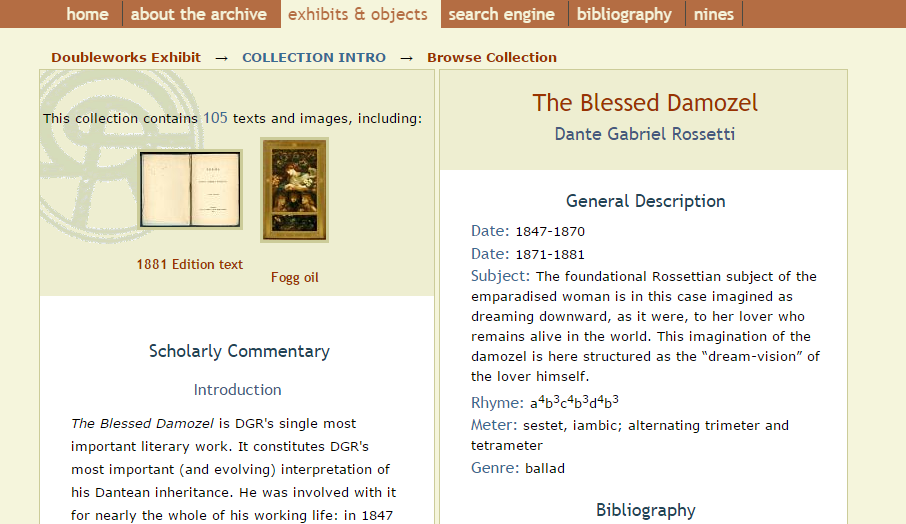 home
about the archive
exhibits & objects
search engine
bibliography
nines
Doubleworks Exhibit → COLLECTION INTRO → Browse Collection
This collection contains 105 texts and images, including:
1881 Edition text
Fogg oil
Scholarly Commentary
Introduction
The Blessed Damozel is DGR's single most
important literary work. It constitutes DGR's
most important (and evolving) interpretation of
his Dantean inheritance. He was involved with it
for nearly the whole of his working life: in 1847
The Blessed Damozel
Dante Gabriel Rossetti
General Description
Date: 1847-1870
Date: 1871-1881
Subject: The foundational Rossettian subject of the
emparadised woman is in this case imagined as
dreaming downward, as it were, to her lover who
remains alive in the world. This imagination of the
damozel is here structured as the “dream-vision” of
the lover himself.
Rhyme: a⁴b³c⁴b³d⁴b³
Meter: sestet, iambic; alternating trimeter and
tetrameter
Genre: ballad
Bibliography